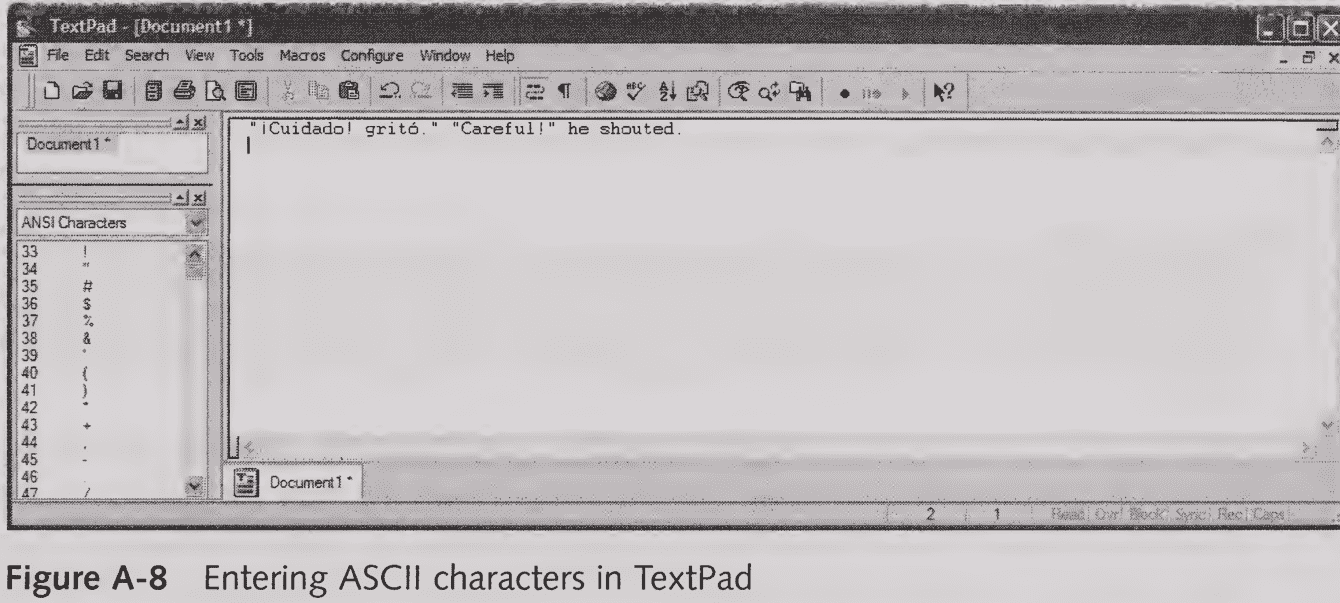 TextPad - [Document1 *]
File Edit Search View Tools Macros Configure Window Help
Document1 *
"¡Cuidado! gritó." "Careful!" he shouted.
ANSI Characters
33 !
34 "
35 #
36 $
37 %
38 &
39 '
40 (
41 )
42 *
43 +
44 ,
45 -
46 .
47 /
Document1 *
2 1 Read Ovr Block Sync Rec Caps
Figure A-8 Entering ASCII characters in TextPad